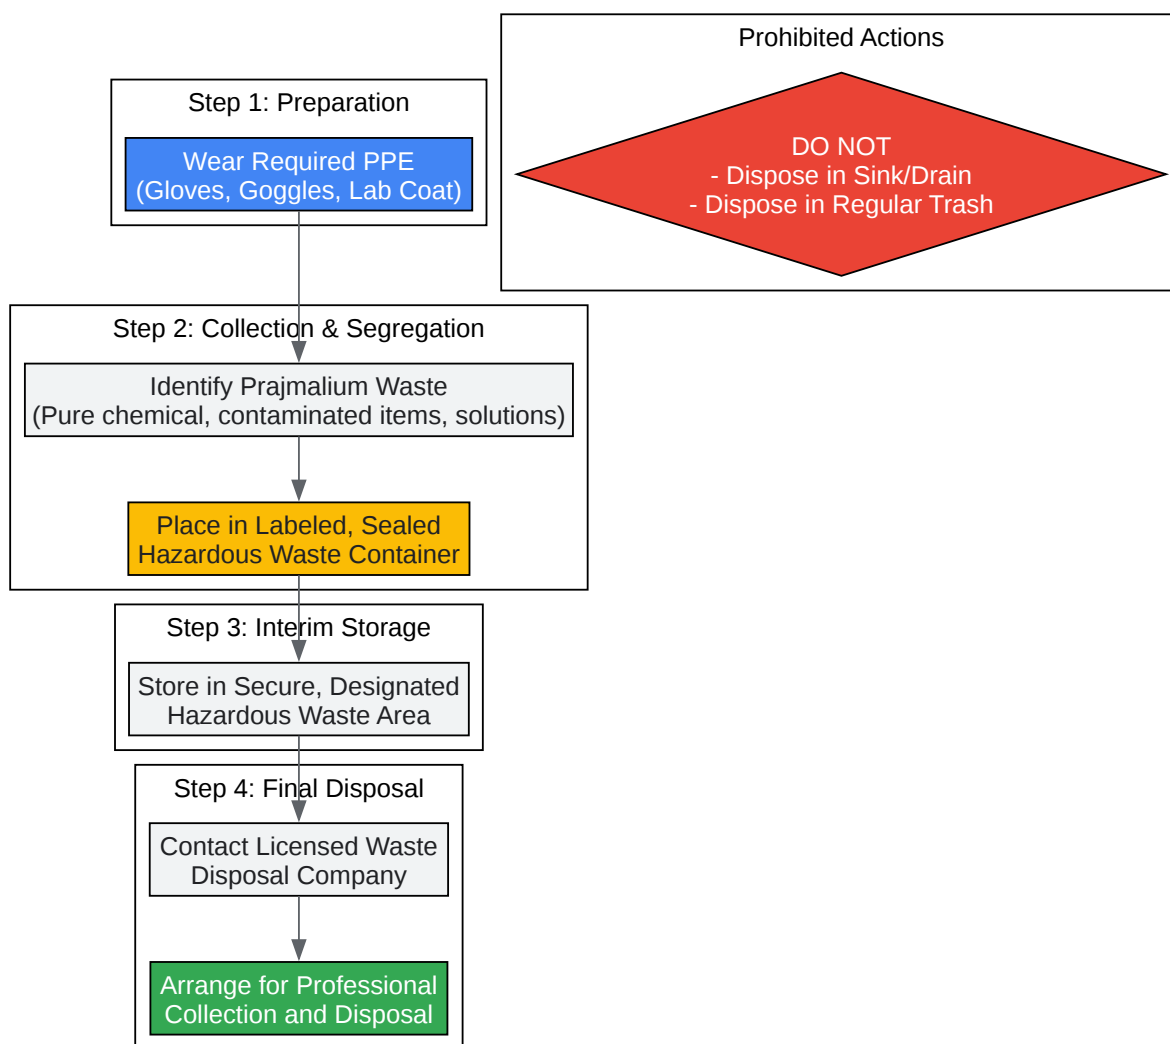 Prohibited Actions
DO NOT
- Dispose in Sink/Drain
- Dispose in Regular Trash
Step 1: Preparation
Wear Required PPE
(Gloves, Goggles, Lab Coat)
Step 2: Collection & Segregation
Identify Prajmalium Waste
(Pure chemical, contaminated items, solutions)
Place in Labeled, Sealed
Hazardous Waste Container
Step 3: Interim Storage
Store in Secure, Designated
Hazardous Waste Area
Step 4: Final Disposal
Contact Licensed Waste
Disposal Company
Arrange for Professional
Collection and Disposal